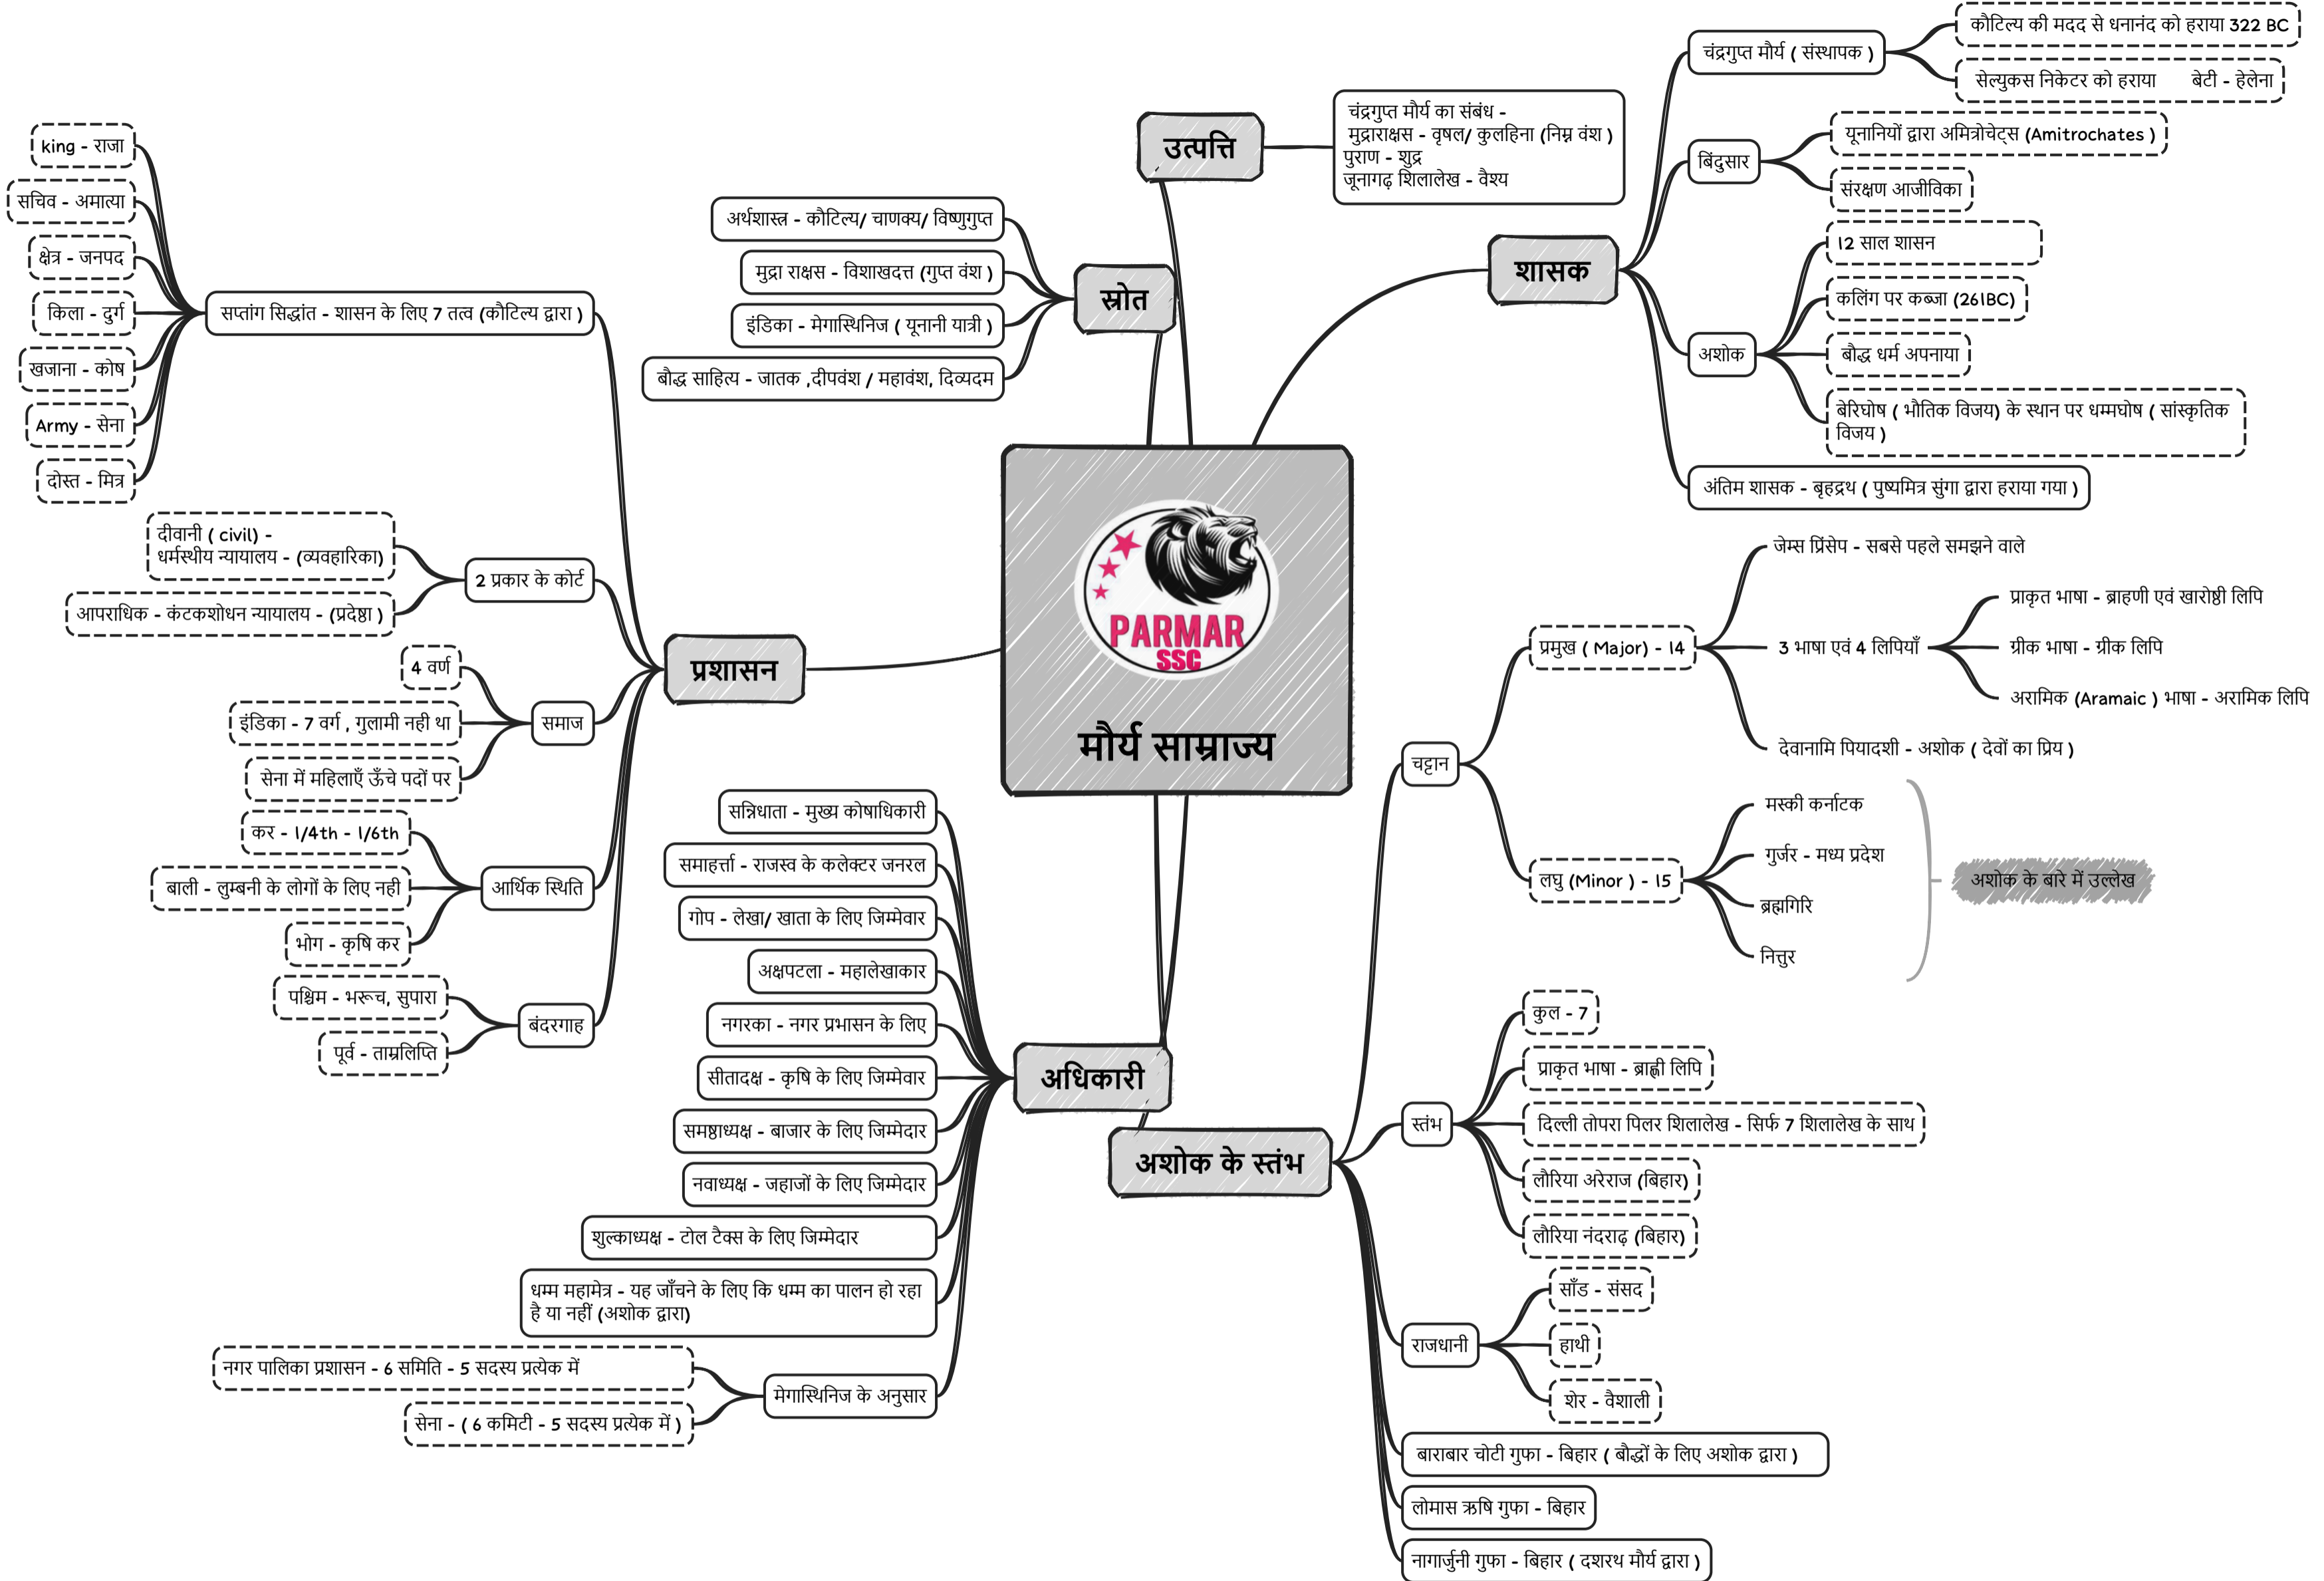 मौर्य साम्राज्य
PARMAR
SSC
उत्पत्ति
चंद्रगुप्त मौर्य का संबंध -
मुद्राराक्षस - वृषल/ कुलहिना (निम्न वंश )
पुराण - शुद्र
जूनागढ़ शिलालेख - वैश्य
स्रोत
अर्थशास्त्र - कौटिल्य/ चाणक्य/ विष्णुगुप्त
मुद्रा राक्षस - विशाखदत्त (गुप्त वंश )
इंडिका - मेगास्थिनिज ( यूनानी यात्री )
बौद्ध साहित्य - जातक ,दीपवंश / महावंश, दिव्यदम
शासक
चंद्रगुप्त मौर्य ( संस्थापक )
कौटिल्य की मदद से धनानंद को हराया 322 BC
सेल्युकस निकेटर को हराया बेटी - हेलेना
बिंदुसार
यूनानियों द्वारा अमित्रोचेट्स (Amitrochates )
संरक्षण आजीविका
अशोक
12 साल शासन
कलिंग पर कब्जा (261BC)
बौद्ध धर्म अपनाया
बेरिघोष ( भौतिक विजय) के स्थान पर धम्मघोष ( सांस्कृतिक
विजय )
अंतिम शासक - बृहद्रथ ( पुष्यमित्र सुंगा द्वारा हराया गया )
प्रशासन
सप्तांग सिद्धांत - शासन के लिए 7 तत्व (कौटिल्य द्वारा )
king - राजा
सचिव - अमात्या
क्षेत्र - जनपद
किला - दुर्ग
खजाना - कोष
Army - सेना
दोस्त - मित्र
2 प्रकार के कोर्ट
दीवानी ( civil) -
धर्मस्थीय न्यायालय - (व्यवहारिका)
आपराधिक - कंटकशोधन न्यायालय - (प्रदेष्ठा )
समाज
4 वर्ण
इंडिका - 7 वर्ग , गुलामी नही था
सेना में महिलाएँ ऊँचे पदों पर
आर्थिक स्थिति
कर - 1/4th - 1/6th
बाली - लुम्बनी के लोगों के लिए नही
भोग - कृषि कर
बंदरगाह
पश्चिम - भरूच, सुपारा
पूर्व - ताम्रलिप्ति
अधिकारी
सन्निधाता - मुख्य कोषाधिकारी
समाहर्त्ता - राजस्व के कलेक्टर जनरल
गोप - लेखा/ खाता के लिए जिम्मेवार
अक्षपटला - महालेखाकार
नगरका - नगर प्रभासन के लिए
सीतादक्ष - कृषि के लिए जिम्मेवार
समष्ठाध्यक्ष - बाजार के लिए जिम्मेदार
नवाध्यक्ष - जहाजों के लिए जिम्मेदार
शुल्काध्यक्ष - टोल टैक्स के लिए जिम्मेदार
धम्म महामेत्र - यह जाँचने के लिए कि धम्म का पालन हो रहा
है या नहीं (अशोक द्वारा)
मेगास्थिनिज के अनुसार
नगर पालिका प्रशासन - 6 समिति - 5 सदस्य प्रत्येक में
सेना - ( 6 कमिटी - 5 सदस्य प्रत्येक में )
अशोक के स्तंभ
चट्टान
प्रमुख ( Major) - 14
जेम्स प्रिंसेप - सबसे पहले समझने वाले
3 भाषा एवं 4 लिपियाँ
प्राकृत भाषा - ब्राहणी एवं खारोष्ठी लिपि
ग्रीक भाषा - ग्रीक लिपि
अरामिक (Aramaic ) भाषा - अरामिक लिपि
देवानामि पियादशी - अशोक ( देवों का प्रिय )
लघु (Minor ) - 15
मस्की कर्नाटक
गुर्जर - मध्य प्रदेश
ब्रह्मगिरि
नित्तुर
अशोक के बारे में उल्लेख
स्तंभ
कुल - 7
प्राकृत भाषा - ब्राह्मी लिपि
दिल्ली तोपरा पिलर शिलालेख - सिर्फ 7 शिलालेख के साथ
लौरिया अरेराज (बिहार)
लौरिया नंदराढ़ (बिहार)
राजधानी
साँड - संसद
हाथी
शेर - वैशाली
बाराबार चोटी गुफा - बिहार ( बौद्धों के लिए अशोक द्वारा )
लोमास ऋषि गुफा - बिहार
नागार्जुनी गुफा - बिहार ( दशरथ मौर्य द्वारा )